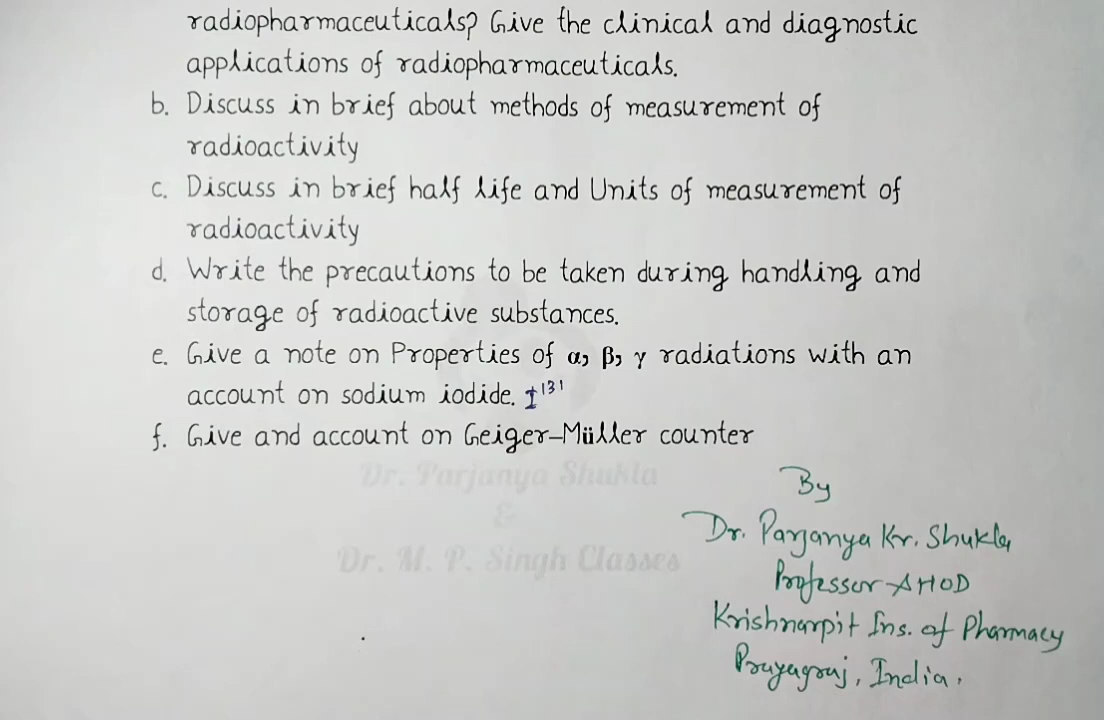 radiopharmaceuticals? Give the clinical and diagnostic
applications of radiopharmaceuticals.
b. Discuss in brief about methods of measurement of
radioactivity
c. Discuss in brief half life and Units of measurement of
radioactivity
d. Write the precautions to be taken during handling and
storage of radioactive substances.
e. Give a note on Properties of α, β, γ radiations with an
account on sodium iodide. I¹³¹
f. Give and account on Geiger-Müller counter
Dr. Parjanya Shukla
&
Dr. M. P. Singh Classes
By
Dr. Parjanya Kr. Shukla
Professor & HOD
Krishnarpit Ins. of Pharmacy
Prayagraj, India.